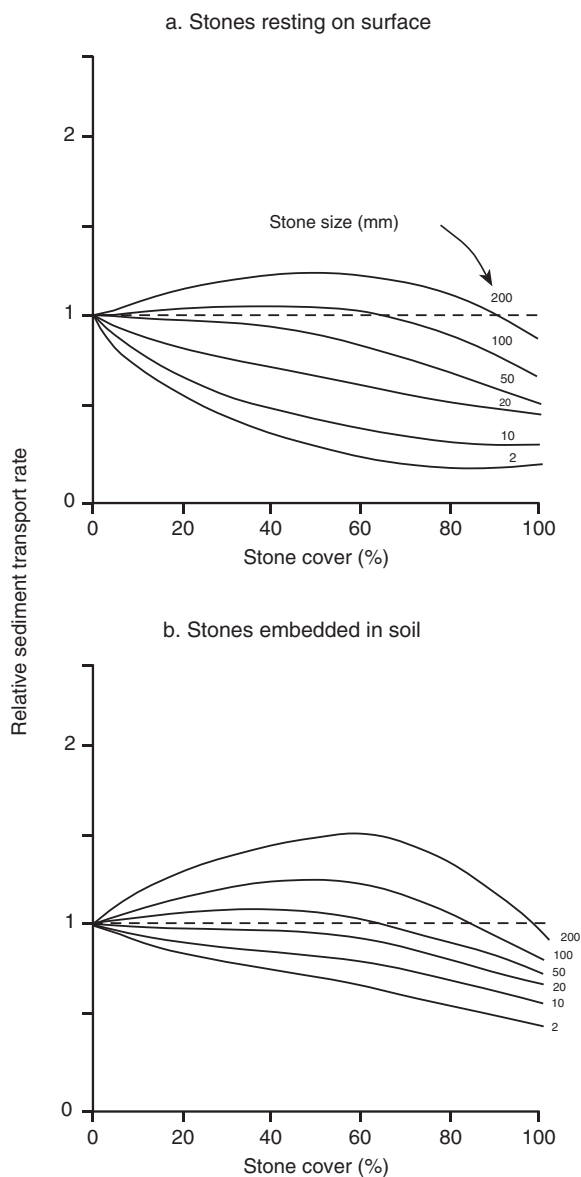 a. Stones resting on surface
2
Stone size (mm)
200
1
100
50
20
10
2
0
0 20 40 60 80 100
Stone cover (%)
Relative sediment transport rate
b. Stones embedded in soil
2
1
200
100
50
20
10
2
0
0 20 40 60 80 100
Stone cover (%)